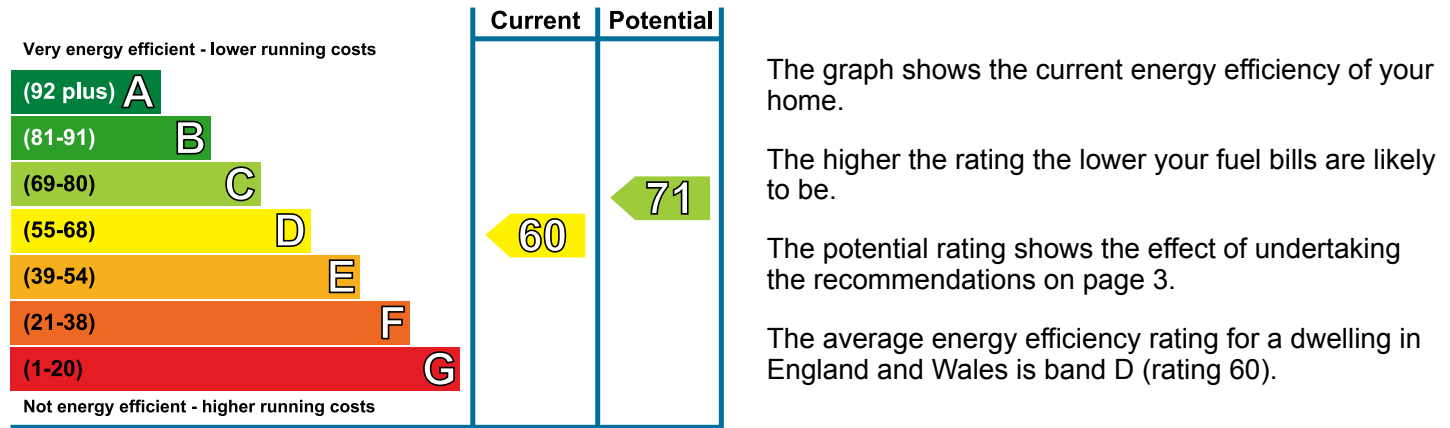 Current Potential
Very energy efficient - lower running costs
(92 plus) A
(81-91) B
(69-80) C
(55-68) D
(39-54) E
(21-38) F
(1-20) G
Not energy efficient - higher running costs
60
71
The graph shows the current energy efficiency of your
home.
The higher the rating the lower your fuel bills are likely
to be.
The potential rating shows the effect of undertaking
the recommendations on page 3.
The average energy efficiency rating for a dwelling in
England and Wales is band D (rating 60).